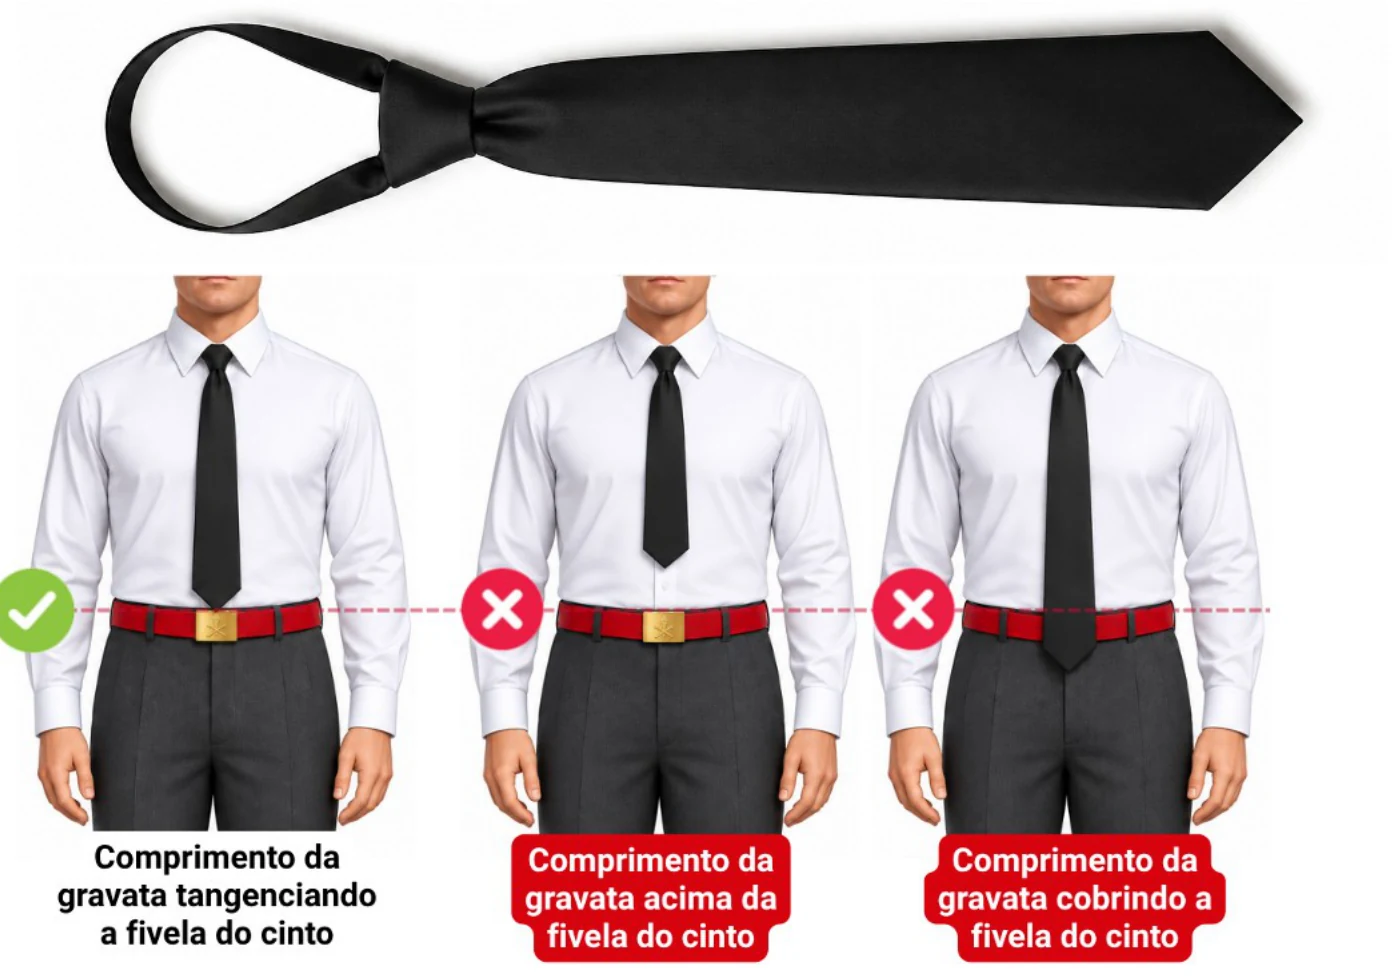 Comprimento da
gravata tangenciando
a fivela do cinto
Comprimento da
gravata acima da
fivela do cinto
Comprimento da
gravata cobrindo a
fivela do cinto